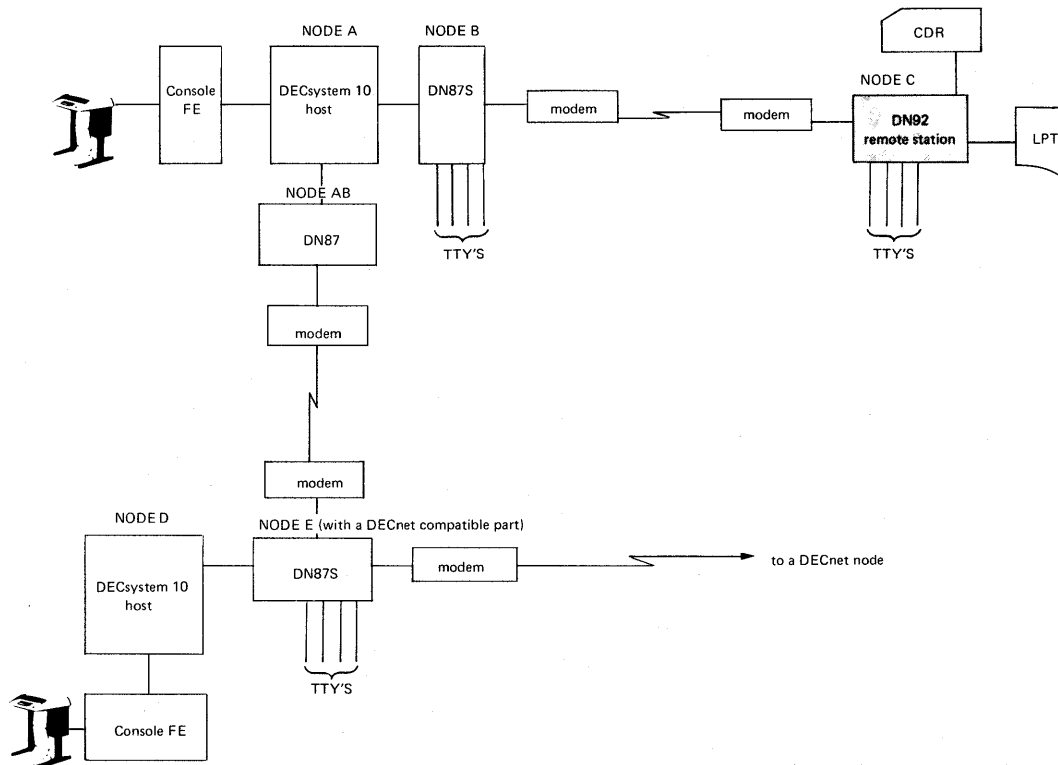 NODE A
NODE B
CDR
Console
FE
DECsystem 10
host
DN87S
modem
modem
NODE C
DN92
remote station
LPT
NODE AB
DN87
TTY'S
TTY'S
modem
modem
NODE D
NODE E (with a DECnet compatible part)
DECsystem 10
host
DN87S
modem
to a DECnet node
TTY'S
Console FE